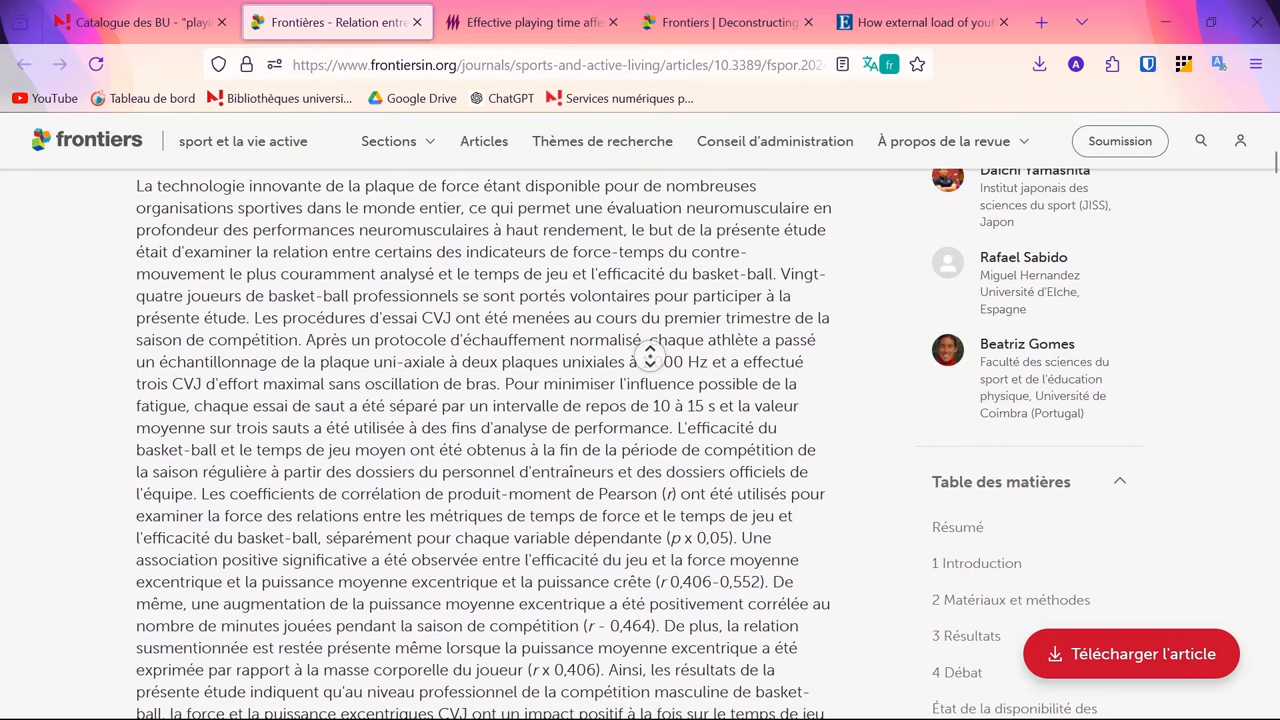 Catalogue des BU - "playi
Frontières - Relation entre
Effective playing time affe
Frontiers | Deconstructing
How external load of yout
https://www.frontiersin.org/journals/sports-and-active-living/articles/10.3389/fspor.202
fr
YouTube
Tableau de bord
Bibliothèques universi...
Google Drive
ChatGPT
Services numériques p...
frontiers
sport et la vie active
Sections
Articles
Thèmes de recherche
Conseil d'administration
À propos de la revue
Soumission
La technologie innovante de la plaque de force étant disponible pour de nombreuses
organisations sportives dans le monde entier, ce qui permet une évaluation neuromusculaire en
profondeur des performances neuromusculaires à haut rendement, le but de la présente étude
était d'examiner la relation entre certains des indicateurs de force-temps du contre-
mouvement le plus couramment analysé et le temps de jeu et l'efficacité du basket-ball. Vingt-
quatre joueurs de basket-ball professionnels se sont portés volontaires pour participer à la
présente étude. Les procédures d'essai CVJ ont été menées au cours du premier trimestre de la
saison de compétition. Après un protocole d'échauffement normalisé, chaque athlète a passé
un échantillonnage de la plaque uni-axiale à deux plaques unixiales à 00 Hz et a effectué
trois CVJ d'effort maximal sans oscillation de bras. Pour minimiser l'influence possible de la
fatigue, chaque essai de saut a été séparé par un intervalle de repos de 10 à 15 s et la valeur
moyenne sur trois sauts a été utilisée à des fins d'analyse de performance. L'efficacité du
basket-ball et le temps de jeu moyen ont été obtenus à la fin de la période de compétition de
la saison régulière à partir des dossiers du personnel d'entraîneurs et des dossiers officiels de
l'équipe. Les coefficients de corrélation de produit-moment de Pearson (r) ont été utilisés pour
examiner la force des relations entre les métriques de temps de force et le temps de jeu et
l'efficacité du basket-ball, séparément pour chaque variable dépendante (p x 0,05). Une
association positive significative a été observée entre l'efficacité du jeu et la force moyenne
excentrique et la puissance moyenne excentrique et la puissance crête (r 0,406-0,552). De
même, une augmentation de la puissance moyenne excentrique a été positivement corrélée au
nombre de minutes jouées pendant la saison de compétition (r - 0,464). De plus, la relation
susmentionnée est restée présente même lorsque la puissance moyenne excentrique a été
exprimée par rapport à la masse corporelle du joueur (r x 0,406). Ainsi, les résultats de la
présente étude indiquent qu'au niveau professionnel de la compétition masculine de basket-
ball, la force et la puissance excentriques CVJ ont un impact positif à la fois sur le temps de jeu
Daichi Yamashita
Institut japonais des
sciences du sport (JISS),
Japon
Rafael Sabido
Miguel Hernandez
Université d'Elche,
Espagne
Beatriz Gomes
Faculté des sciences du
sport et de l'éducation
physique, Université de
Coimbra (Portugal)
Table des matières
Résumé
1 Introduction
2 Matériaux et méthodes
3 Résultats
4 Débat
État de la disponibilité des
Télécharger l'article